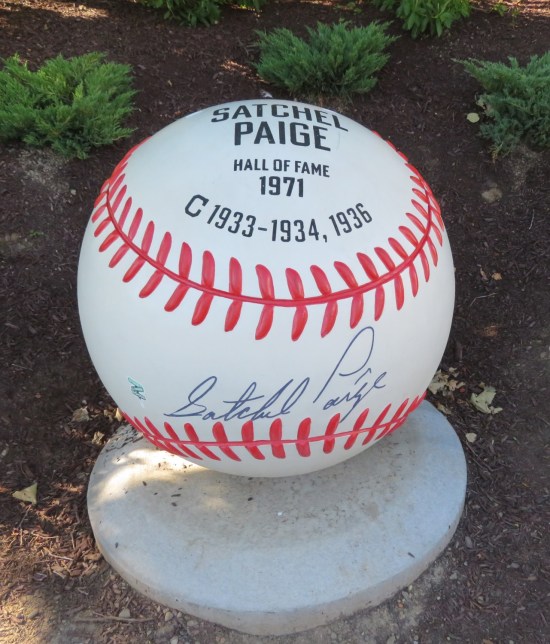 SATCHEL
PAIGE
HALL OF FAME
1971
C 1933-1934, 1936
Satchel Paige